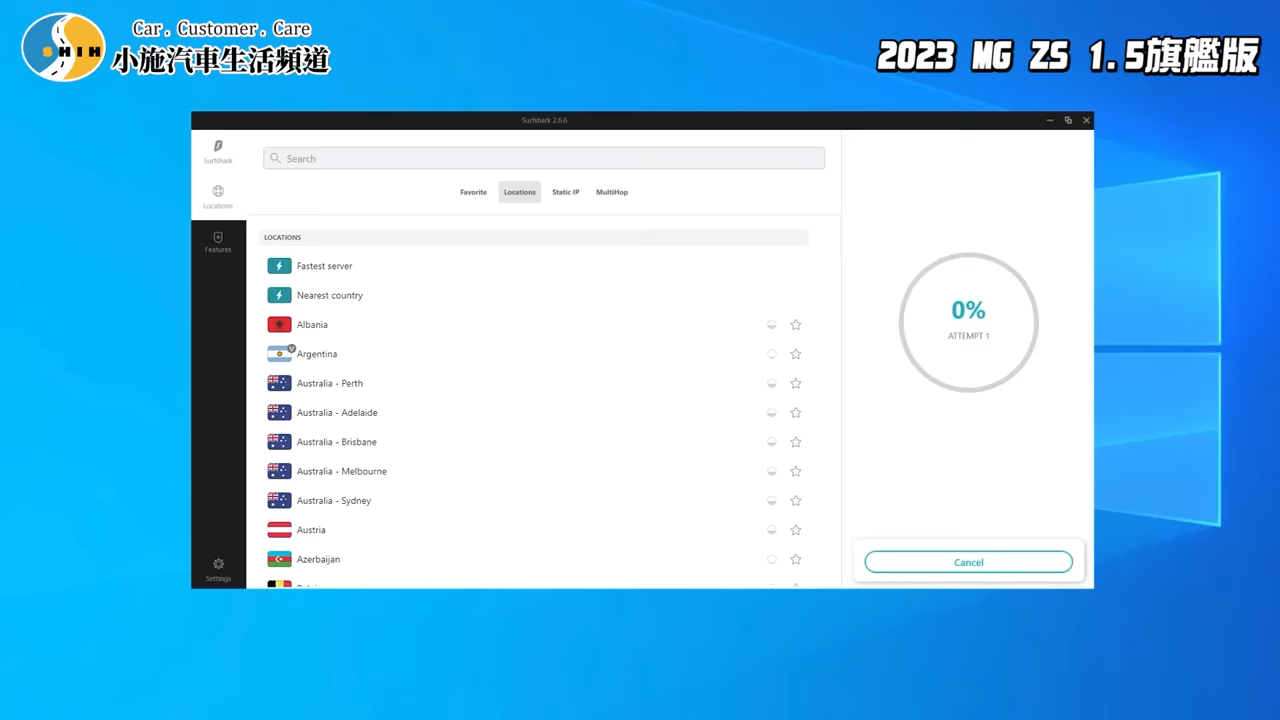 Car. Customer. Care
SHIH
小施汽車生活頻道
2023 MG ZS 1.5旗艦版
Surfshark 2.6.6
Surfshark
Locations
Features
Settings
Search
Favorite
Locations
Static IP
MultiHop
LOCATIONS
Fastest server
Nearest country
Albania
V
Argentina
Australia - Perth
Australia - Adelaide
Australia - Brisbane
Australia - Melbourne
Australia - Sydney
Austria
Azerbaijan
0%
ATTEMPT 1
Cancel